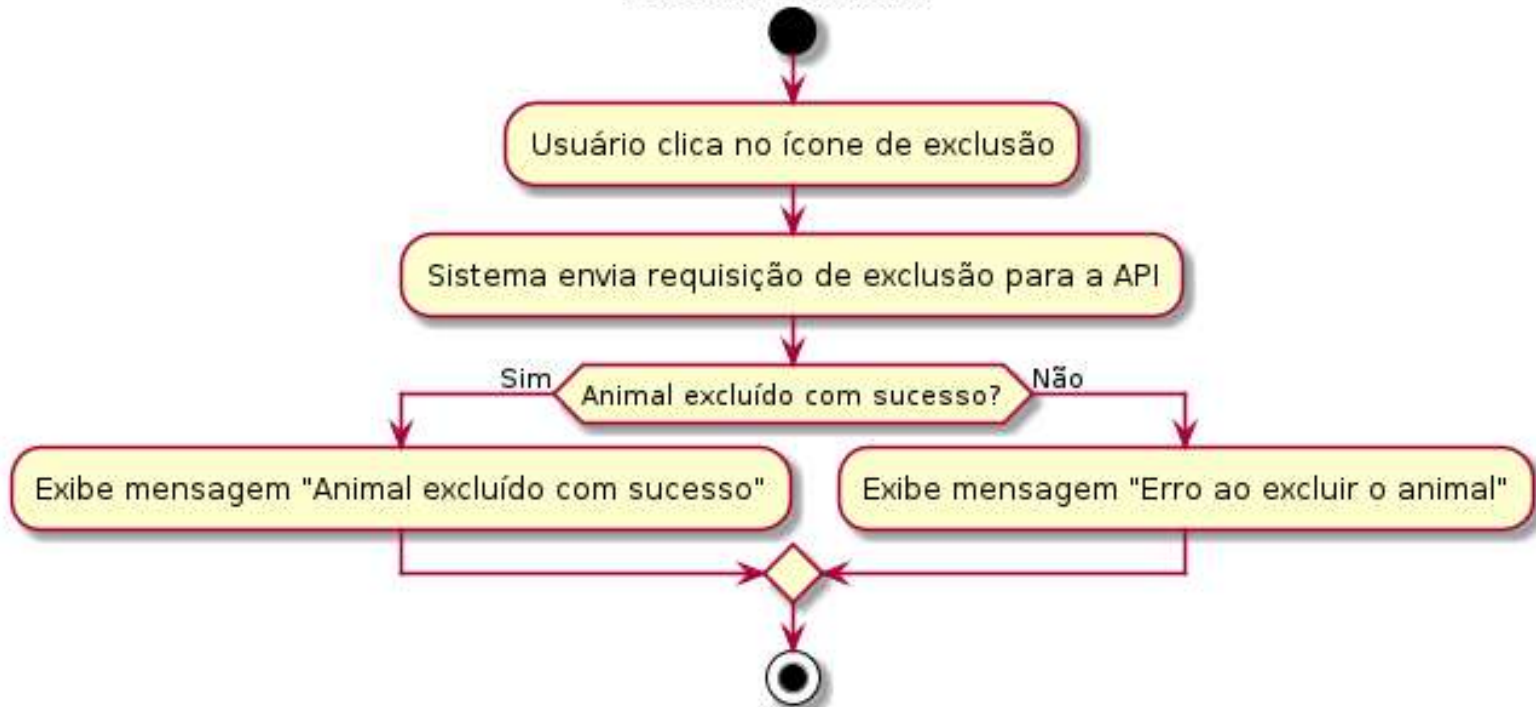 Usuário clica no ícone de exclusão
Sistema envia requisição de exclusão para a API
Sim
Animal excluído com sucesso?
Não
Exibe mensagem "Animal excluído com sucesso"
Exibe mensagem "Erro ao excluir o animal"